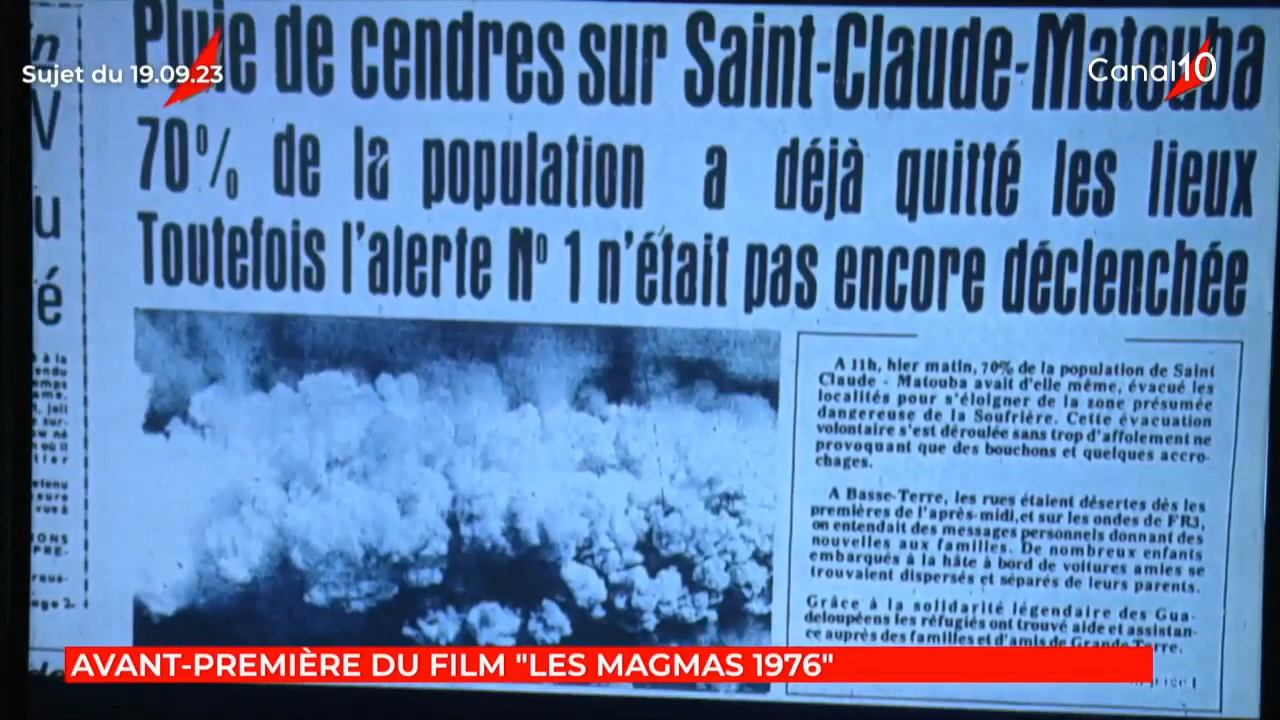 Pluie de cendres sur Saint-Claude-Matouba
Sujet du 19.09.23
Canal10
70% de la population a déjà quitté les lieux
Toutefois l'alerte Nº 1 n'était pas encore déclenchée
A 11h, hier matin, 70% de la population de Saint
Claude - Matouba avait d'elle même, évacué les
localités pour s'éloigner de la zone présumée
dangereuse de la Soufrière. Cette évacuation
volontaire s'est déroulée sans trop d'affolement ne
provoquant que des bouchons et quelques accro-
chages.
A Basse-Terre, les rues étaient désertes dès les
premières de l'après-midi, et sur les ondes de FR3,
on entendait des messages personnels donnant des
nouvelles aux familles. De nombreux enfants
embarqués à la hâte à bord de voitures amies se
trouvaient dispersés et séparés de leurs parents.
Grâce à la solidarité légendaire des Gua-
deloupéens les réfugiés ont trouvé aide et assistan-
ce auprès des familles et d'amis de Grande Terre.
AVANT-PREMIÈRE DU FILM "LES MAGMAS 1976"